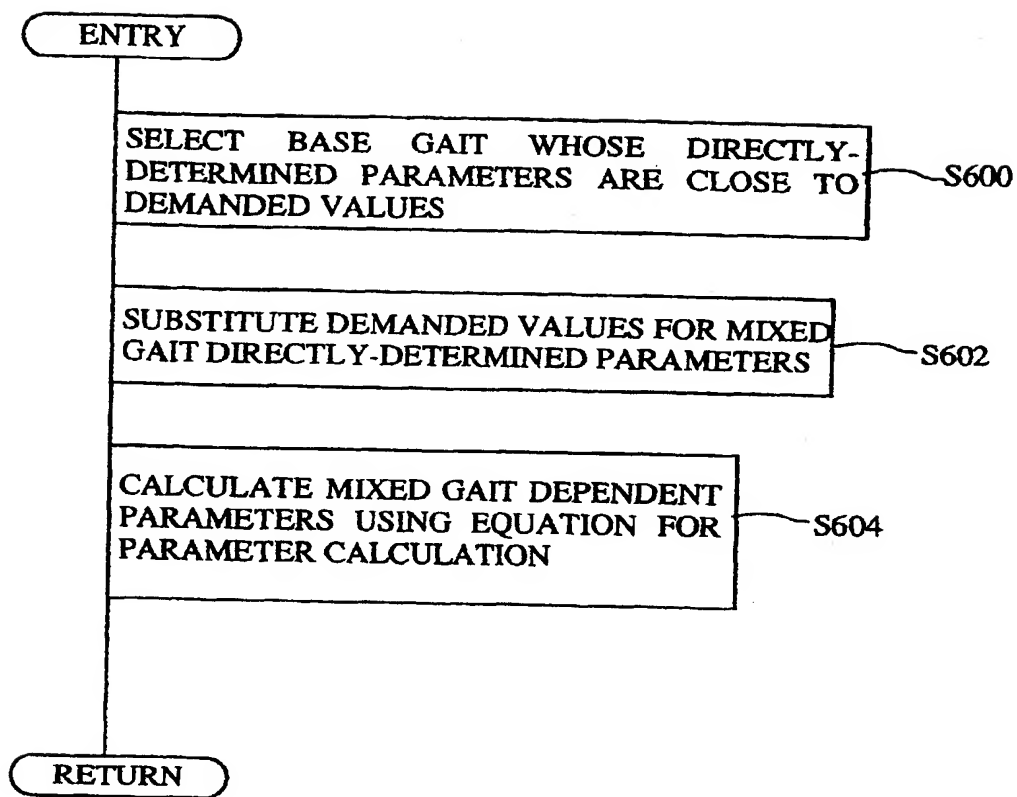 ENTRY
SELECT BASE GAIT WHOSE DIRECTLY-
DETERMINED PARAMETERS ARE CLOSE TO
DEMANDED VALUES
S600
SUBSTITUTE DEMANDED VALUES FOR MIXED
GAIT DIRECTLY-DETERMINED PARAMETERS
S602
CALCULATE MIXED GAIT DEPENDENT
PARAMETERS USING EQUATION FOR
PARAMETER CALCULATION
S604
RETURN